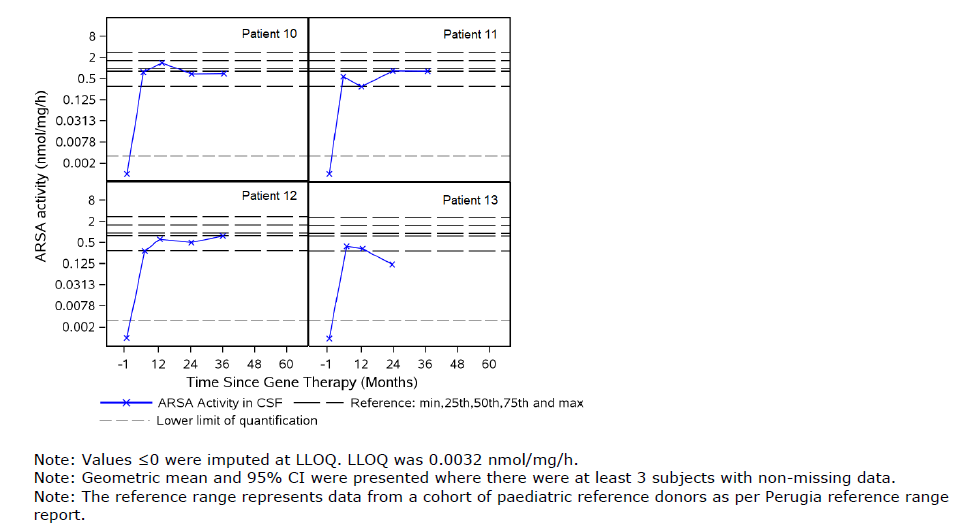 Patient 10
Patient 11
8
2
0.5
0.125
0.0313
0.0078
0.002
Patient 12
Patient 13
8
2
0.5
0.125
0.0313
0.0078
0.002
ARSA activity (nmol/mg/h)
-1 12 24 36 48 60 -1 12 24 36 48 60
Time Since Gene Therapy (Months)
ARSA Activity in CSF Reference: min,25th,50th,75th and max
Lower limit of quantification
Note: Values ≤0 were imputed at LLOQ. LLOQ was 0.0032 nmol/mg/h.
Note: Geometric mean and 95% CI were presented where there were at least 3 subjects with non-missing data.
Note: The reference range represents data from a cohort of paediatric reference donors as per Perugia reference range
report.